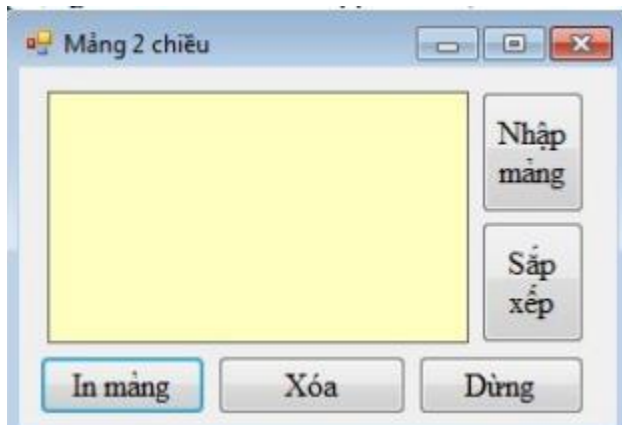 Mảng 2 chiều
Nhập
mảng
Sắp
xếp
In mảng
Xóa
Dừng